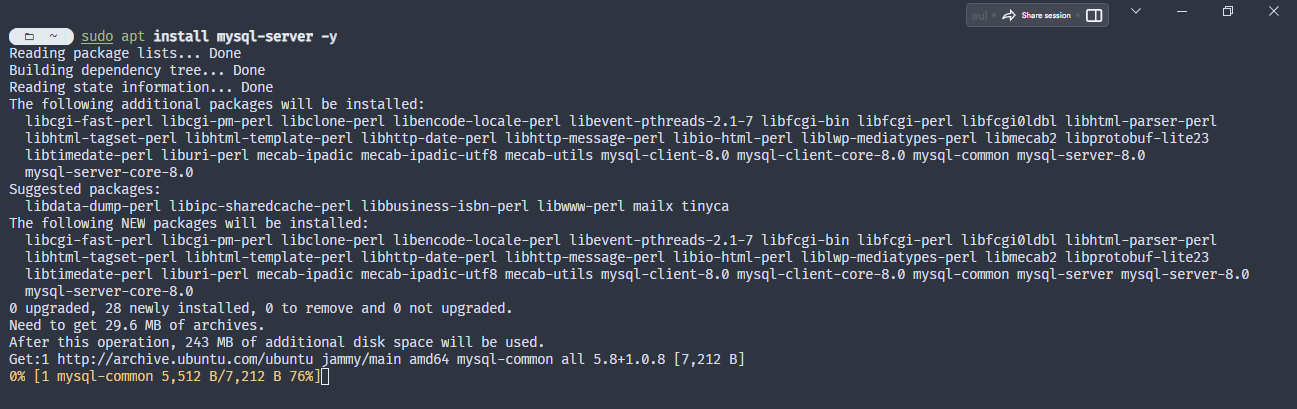 au| Share session
~ sudo apt install mysql-server -y
Reading package lists... Done
Building dependency tree... Done
Reading state information... Done
The following additional packages will be installed:
libcgi-fast-perl libcgi-pm-perl libclone-perl libencode-locale-perl libevent-pthreads-2.1-7 libfcgi-bin libfcgi-perl libfcgi0ldbl libhtml-parser-perl
libhtml-tagset-perl libhtml-template-perl libhttp-date-perl libhttp-message-perl libio-html-perl liblwp-mediatypes-perl libmecab2 libprotobuf-lite23
libtimedate-perl liburi-perl mecab-ipadic mecab-ipadic-utf8 mecab-utils mysql-client-8.0 mysql-client-core-8.0 mysql-common mysql-server-8.0
mysql-server-core-8.0
Suggested packages:
libdata-dump-perl libipc-sharedcache-perl libbusiness-isbn-perl libwww-perl mailx tinyca
The following NEW packages will be installed:
libcgi-fast-perl libcgi-pm-perl libclone-perl libencode-locale-perl libevent-pthreads-2.1-7 libfcgi-bin libfcgi-perl libfcgi0ldbl libhtml-parser-perl
libhtml-tagset-perl libhtml-template-perl libhttp-date-perl libhttp-message-perl libio-html-perl liblwp-mediatypes-perl libmecab2 libprotobuf-lite23
libtimedate-perl liburi-perl mecab-ipadic mecab-ipadic-utf8 mecab-utils mysql-client-8.0 mysql-client-core-8.0 mysql-common mysql-server mysql-server-8.0
mysql-server-core-8.0
0 upgraded, 28 newly installed, 0 to remove and 0 not upgraded.
Need to get 29.6 MB of archives.
After this operation, 243 MB of additional disk space will be used.
Get:1 http://archive.ubuntu.com/ubuntu jammy/main amd64 mysql-common all 5.8+1.0.8 [7,212 B]
0% [1 mysql-common 5,512 B/7,212 B 76%]